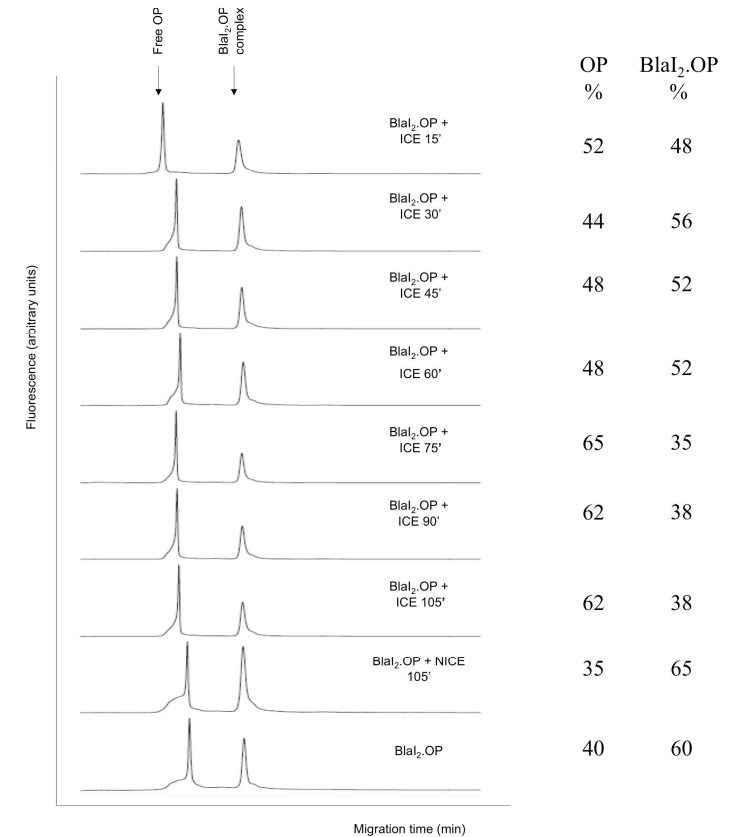 Free OP
BlaI₂.OP
complex
OP
BlaI₂.OP
%
%
BlaI₂.OP +
ICE 15'
52
48
BlaI₂.OP +
ICE 30'
44
56
BlaI₂.OP +
ICE 45'
48
52
BlaI₂.OP +
ICE 60'
48
52
BlaI₂.OP +
ICE 75'
65
35
BlaI₂.OP +
ICE 90'
62
38
BlaI₂.OP +
ICE 105'
62
38
BlaI₂.OP + NICE
105'
35
65
BlaI₂.OP
40
60
Fluorescence (arbitrary units)
Migration time (min)